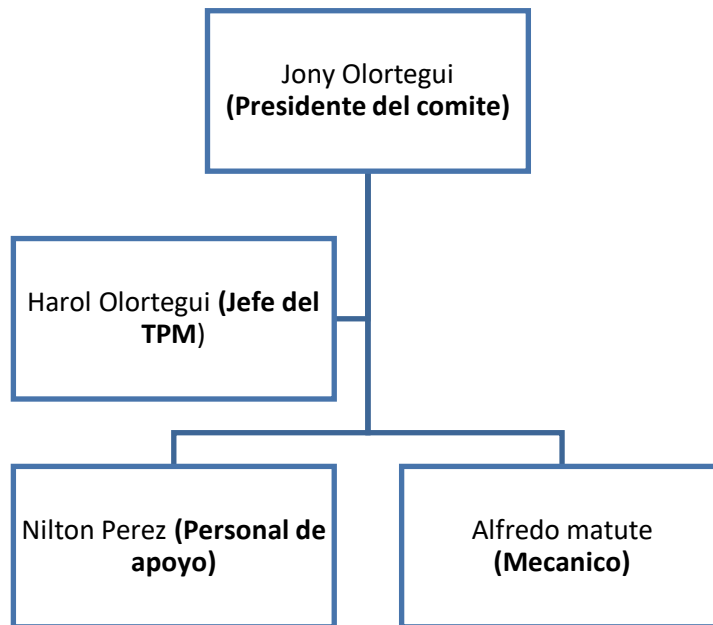 Jony Olortegui
(Presidente del comite)
Harol Olortegui (Jefe del
TPM)
Nilton Perez (Personal de
apoyo)
Alfredo matute
(Mecanico)